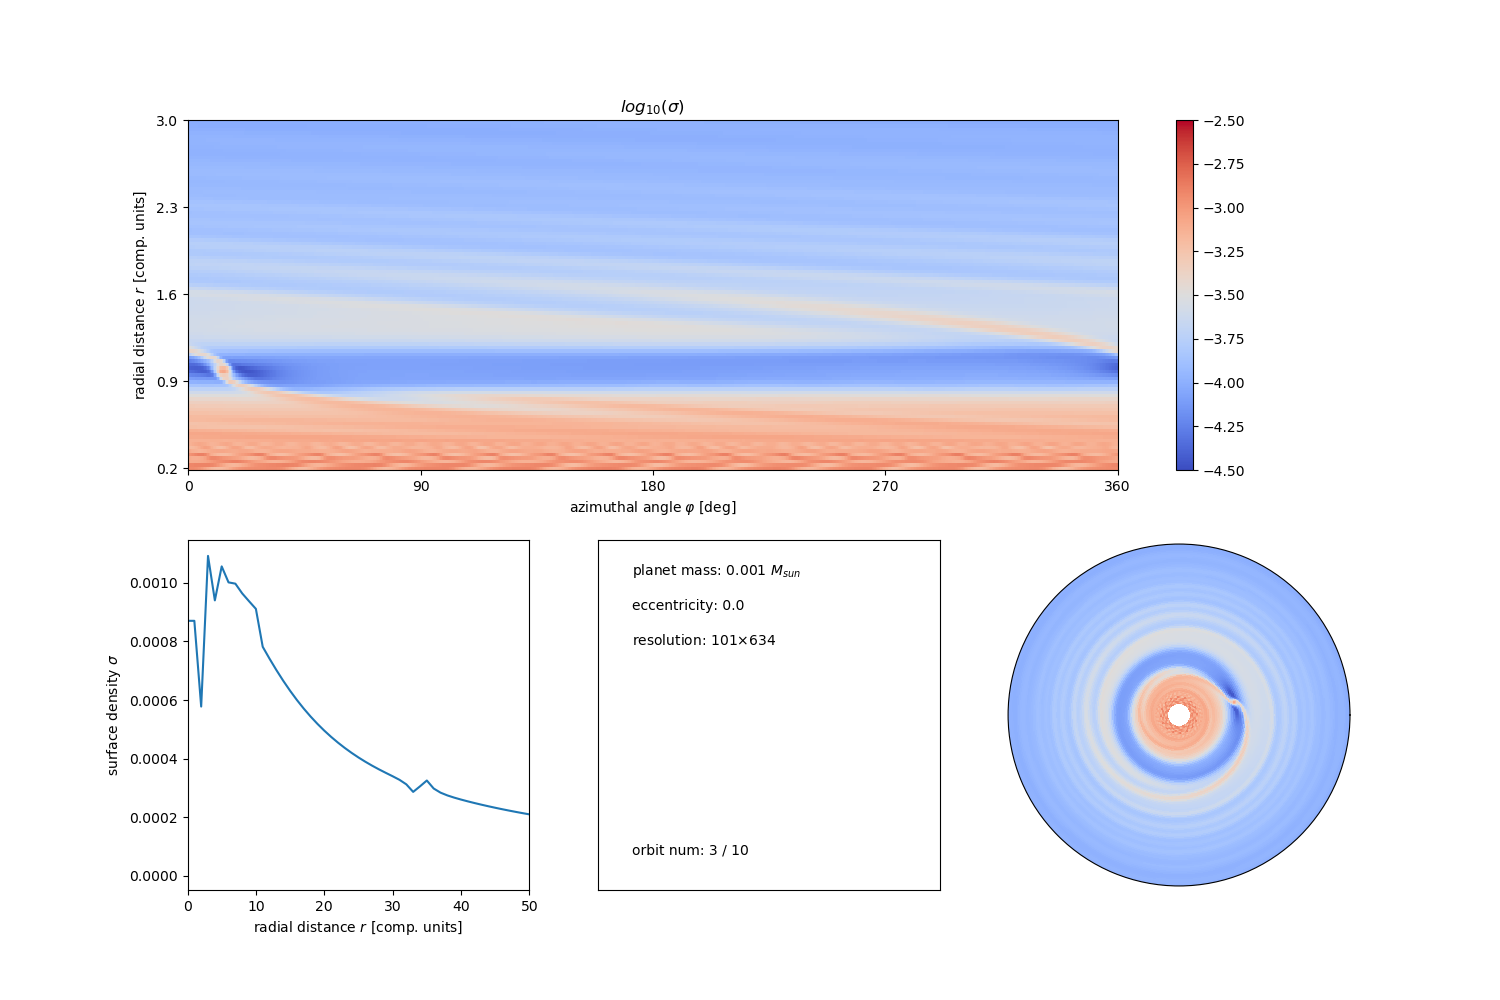 log₁₀(σ)
3.0
2.3
1.6
0.9
0.2
radial distance r [comp. units]
0 90 180 270 360
azimuthal angle φ [deg]
−2.50
−2.75
−3.00
−3.25
−3.50
−3.75
−4.00
−4.25
−4.50
0.0010
0.0008
0.0006
0.0004
0.0002
0.0000
surface density σ
0 10 20 30 40 50
radial distance r [comp. units]
planet mass: 0.001 Mₛᵤₙ
eccentricity: 0.0
resolution: 101×634
orbit num: 3 / 10